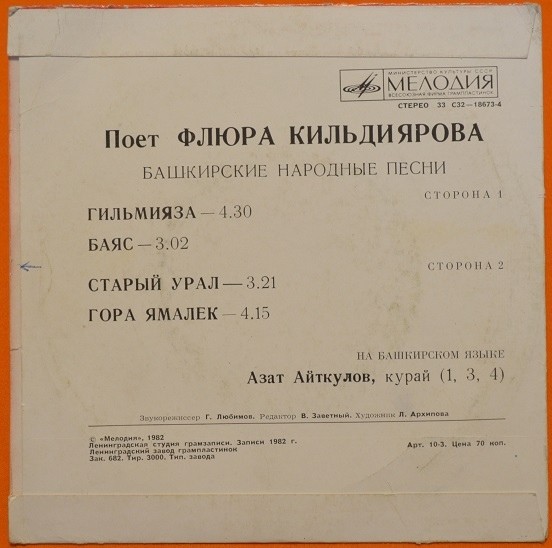 МИНИСТЕРСТВО КУЛЬТУРЫ СССР
МЕЛОДИЯ
ВСЕСОЮЗНАЯ ФИРМА ГРАМПЛАСТИНОК
СТЕРЕО 33 С32—18673-4
Поет ФЛЮРА КИЛЬДИЯРОВА
БАШКИРСКИЕ НАРОДНЫЕ ПЕСНИ
СТОРОНА 1
ГИЛЬМИЯЗА — 4.30
БАЯС — 3.02
СТОРОНА 2
СТАРЫЙ УРАЛ — 3.21
ГОРА ЯМАЛЕК — 4.15
НА БАШКИРСКОМ ЯЗЫКЕ
Азат Айткулов, курай (1, 3, 4)
Звукорежиссер Г. Любимов. Редактор В. Заветный. Художник Л. Архипова
© «Мелодия», 1982
Ленинградская студия грамзаписи. Записи 1982 г.
Ленинградский завод грампластинок
Зак. 682. Тир. 3000. Тип. завода
Арт. 10-3. Цена 70 коп.